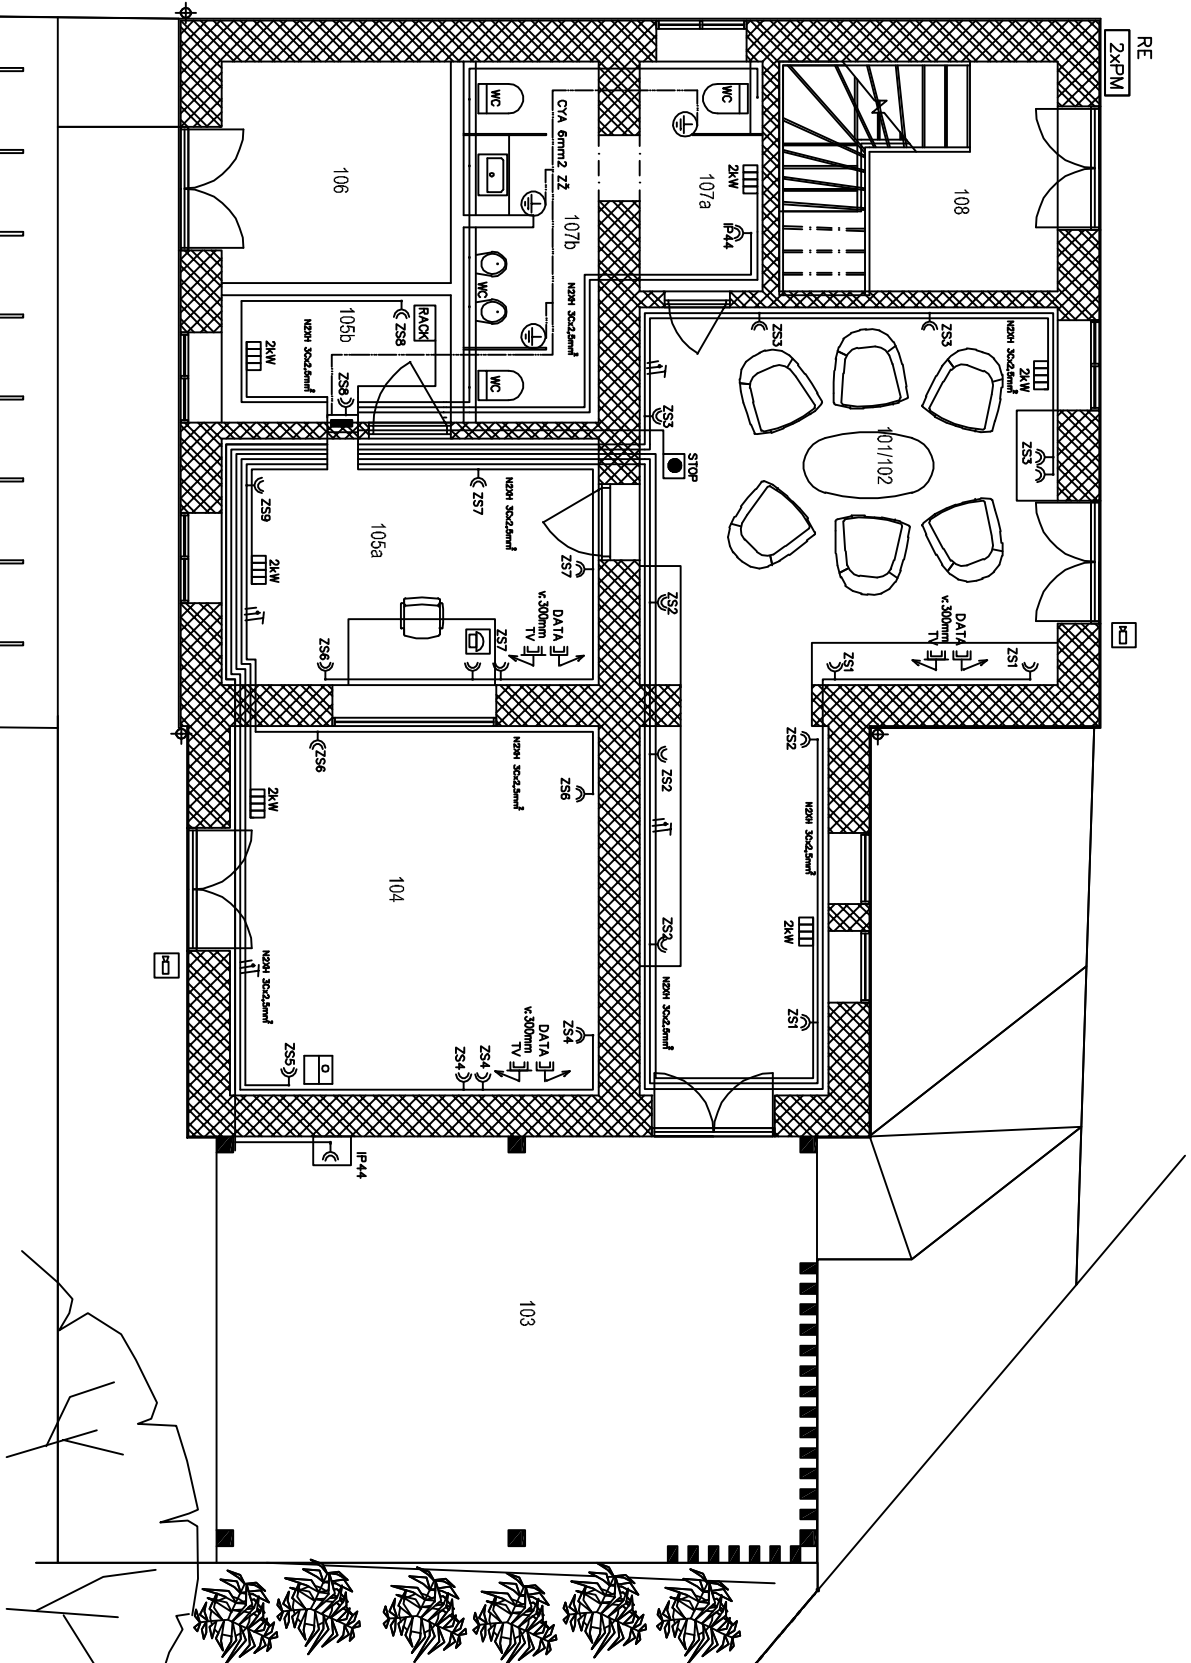 RE
2xPM
108
WC
2kW
107a
IP44
WC
CYA 6mm2 ZŽ
107b
WC
N2XH 3Cx2,5mm²
WC
106
RACK
ZS8
105b
N2XH 3Cx2,5mm²
2kW
ZS8
ZS3
ZS3
N2XH 3Cx2,5mm²
2kW
ZS3
ZS3
101/102
STOP
ZS9
ZS7
N2XH 3Cx2,5mm²
105a
2kW
ZS7
ZS6
ZS7
DATA
v.300mm
TV
ZS2
DATA
v.300mm
TV
ZS1
ZS1
ZS2
ZS2
ZS6
N2XH 3Cx2,5mm²
ZS6
2kW
N2XH 3Cx2,5mm²
104
2kW
ZS2
N2XH 3Cx2,5mm²
N2XH 3Cx2,5mm²
ZS1
ZS4
DATA
v.300mm
TV
ZS5
ZS4
ZS4
IP44
103